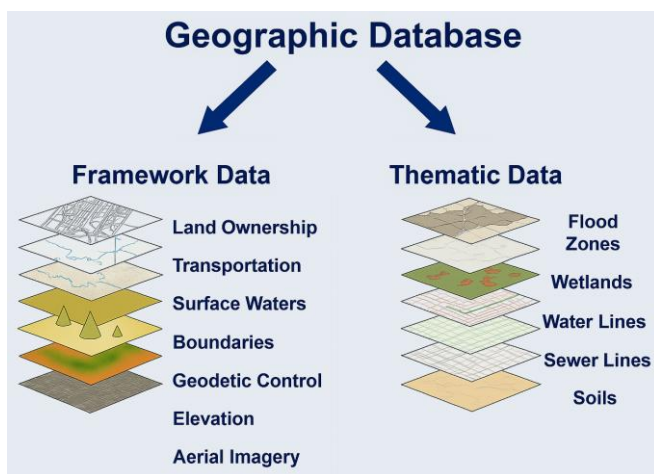 Geographic Database
Framework Data
Land Ownership
Transportation
Surface Waters
Boundaries
Geodetic Control
Elevation
Aerial Imagery
Thematic Data
Flood
Zones
Wetlands
Water Lines
Sewer Lines
Soils